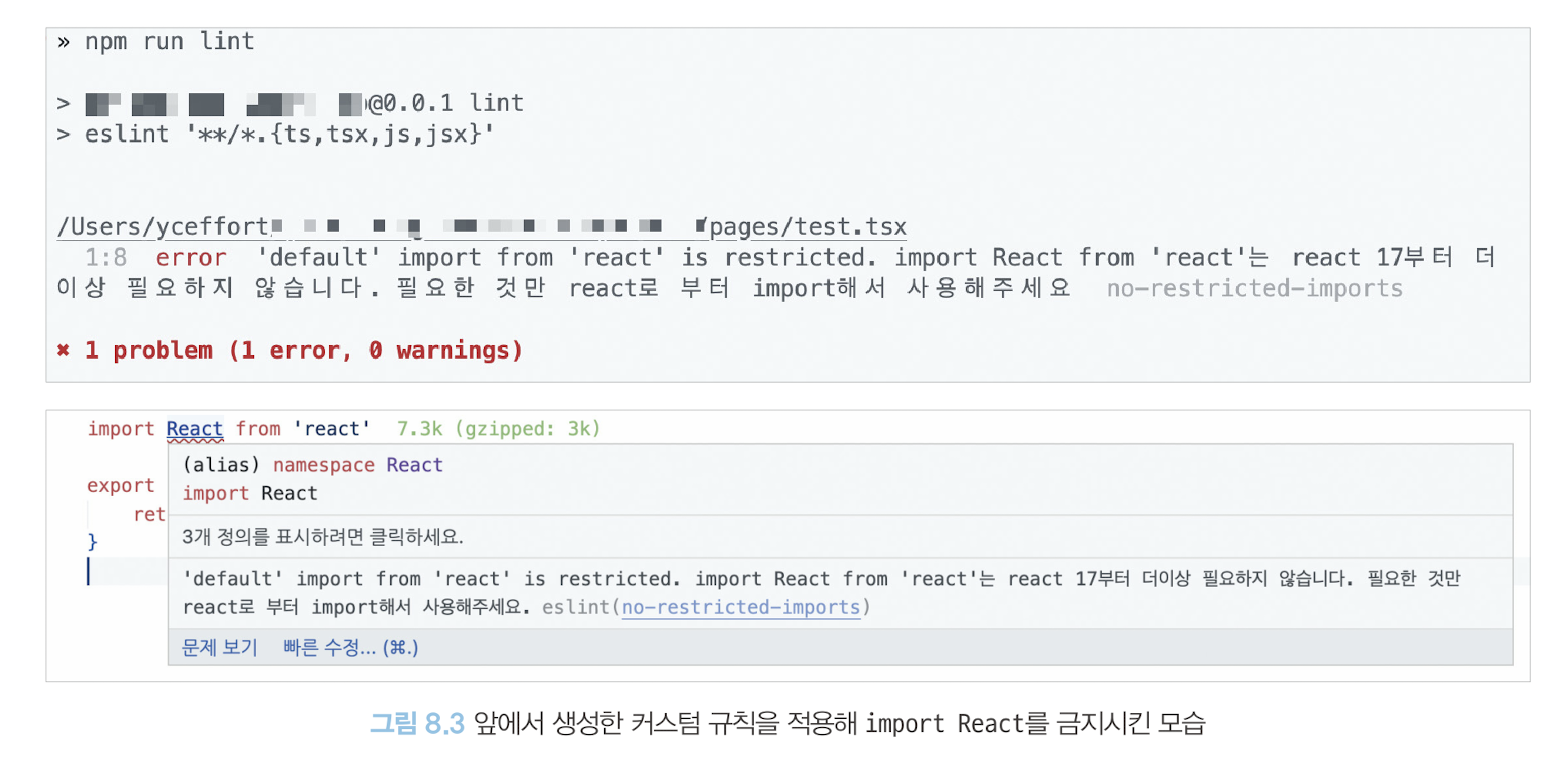 » npm run lint
> @0.0.1 lint
> eslint '**/*.{ts,tsx,js,jsx}'
/Users/yceffort /pages/test.tsx
1:8 error 'default' import from 'react' is restricted. import React from 'react'는 react 17부터 더
이상 필요하지 않습니다. 필요한 것만 react로 부터 import해서 사용해주세요 no-restricted-imports
✖ 1 problem (1 error, 0 warnings)
import React from 'react' 7.3k (gzipped: 3k)
(alias) namespace React
export
import React
ret
3개 정의를 표시하려면 클릭하세요.
}
'default' import from 'react' is restricted. import React from 'react'는 react 17부터 더이상 필요하지 않습니다. 필요한 것만
react로 부터 import해서 사용해주세요. eslint(no-restricted-imports)
문제 보기 빠른 수정... (⌘.)
그림 8.3 앞에서 생성한 커스텀 규칙을 적용해 import React를 금지시킨 모습